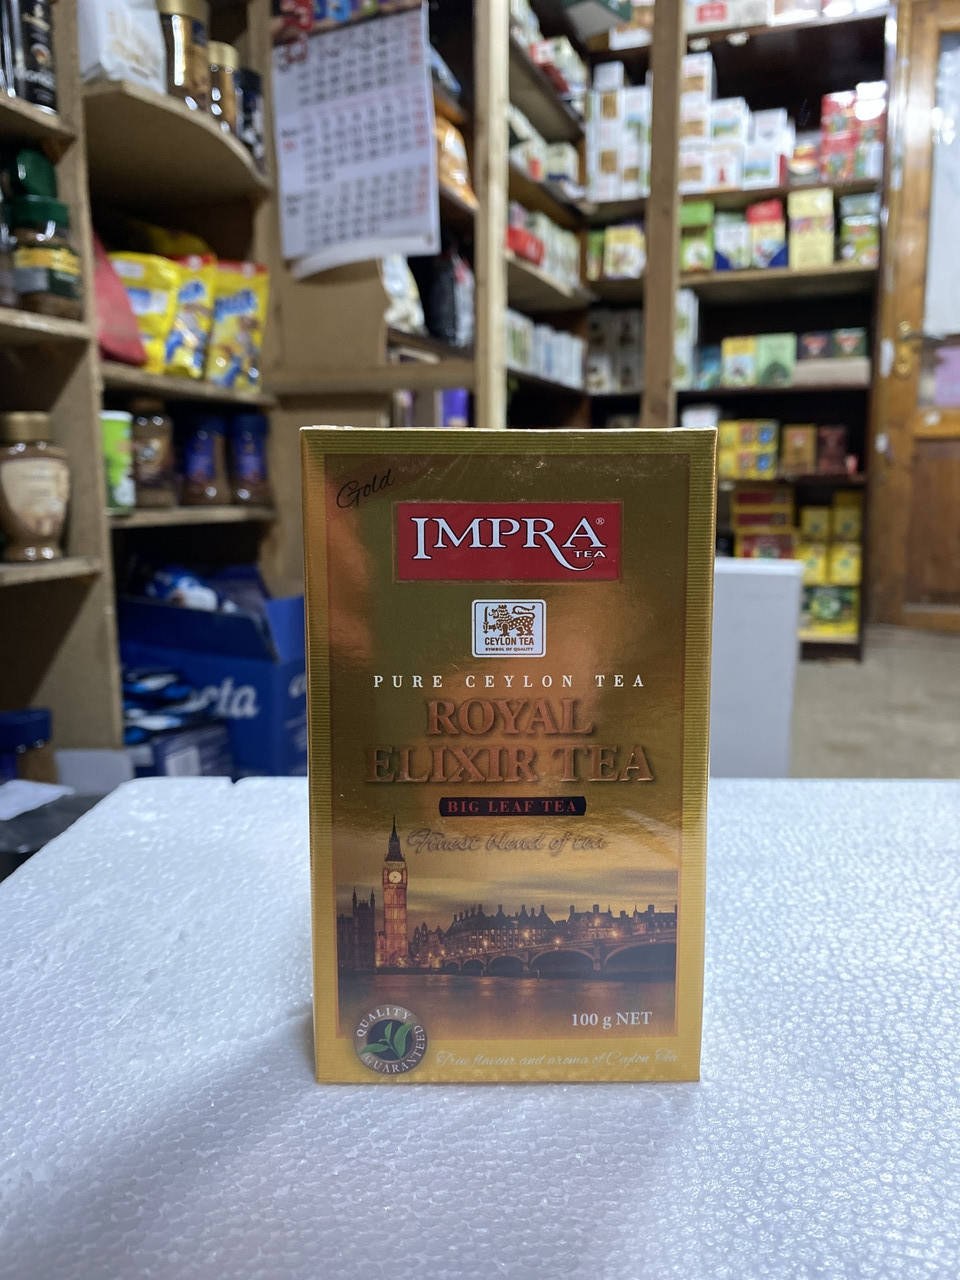 Gold
IMPRA®
TEA
CEYLON TEA
SYMBOL OF QUALITY
PURE CEYLON TEA
ROYAL
ELIXIR TEA
BIG LEAF TEA
Finest blend of tea
100 g NET
QUALITY
GUARANTEED
True flavour and aroma of Ceylon Tea